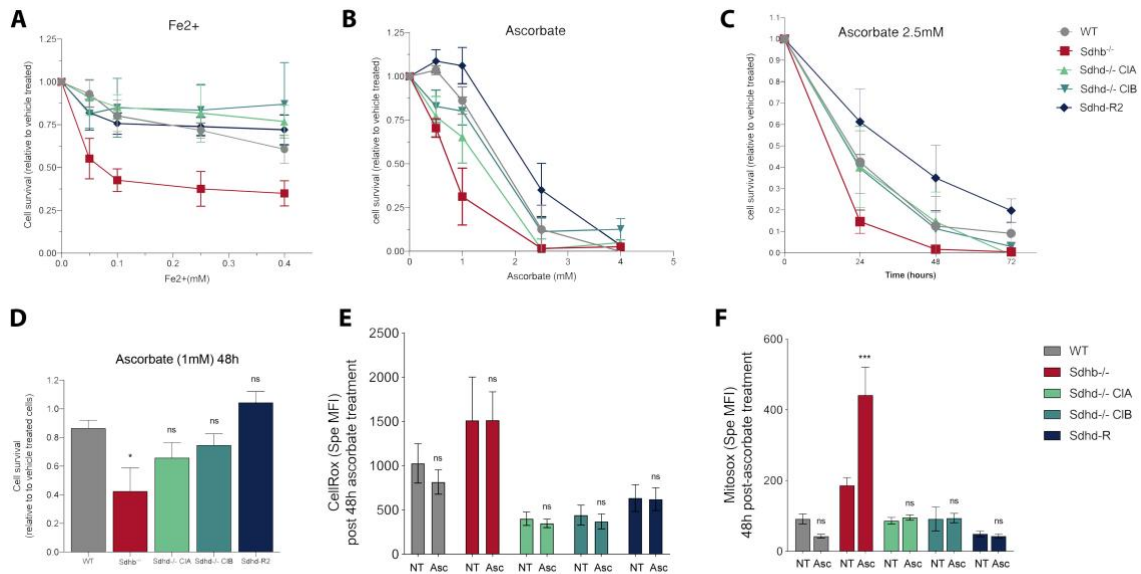 A
Fe2+
Cell survival (relative to vehicle treated)
1.25
1.00
0.75
0.50
0.25
0.00
0.0
0.1
0.2
0.3
0.4
Fe2+(mM)
B
Ascorbate
cell survival (relative to vehicle treated)
1.25
1.00
0.75
0.50
0.25
0.00
0
1
2
3
4
5
Ascorbate (mM)
C
Ascorbate 2.5mM
cell survival (relative to vehicle treated)
1.0
0.9
0.8
0.7
0.6
0.5
0.4
0.3
0.2
0.1
0
0
24
48
72
Time (hours)
WT
Sdhb-/-
Sdhd-/- ClA
Sdhd-/- ClB
Sdhd-R2
D
Ascorbate (1mM) 48h
Cell survival
(relative to to vehicle treated cells)
1.2
1.0
0.8
0.6
0.4
0.2
0.0
*
ns
ns
ns
WT
Sdhb-/-
Sdhd-/- ClA
Sdhd-/- ClB
Sdhd-R2
E
CellRox (Spe MFI)
post 48h ascorbate treatment
2500
2000
1500
1000
500
0
ns
ns
ns
ns
ns
NT Asc NT Asc NT Asc NT Asc NT Asc
F
Mitosox (Spe MFI)
48h post-ascorbate treatment
600
400
200
0
ns
***
ns
ns
ns
NT Asc NT Asc NT Asc NT Asc NT Asc
WT
Sdhb-/-
Sdhd-/- ClA
Sdhd-/- ClB
Sdhd-R